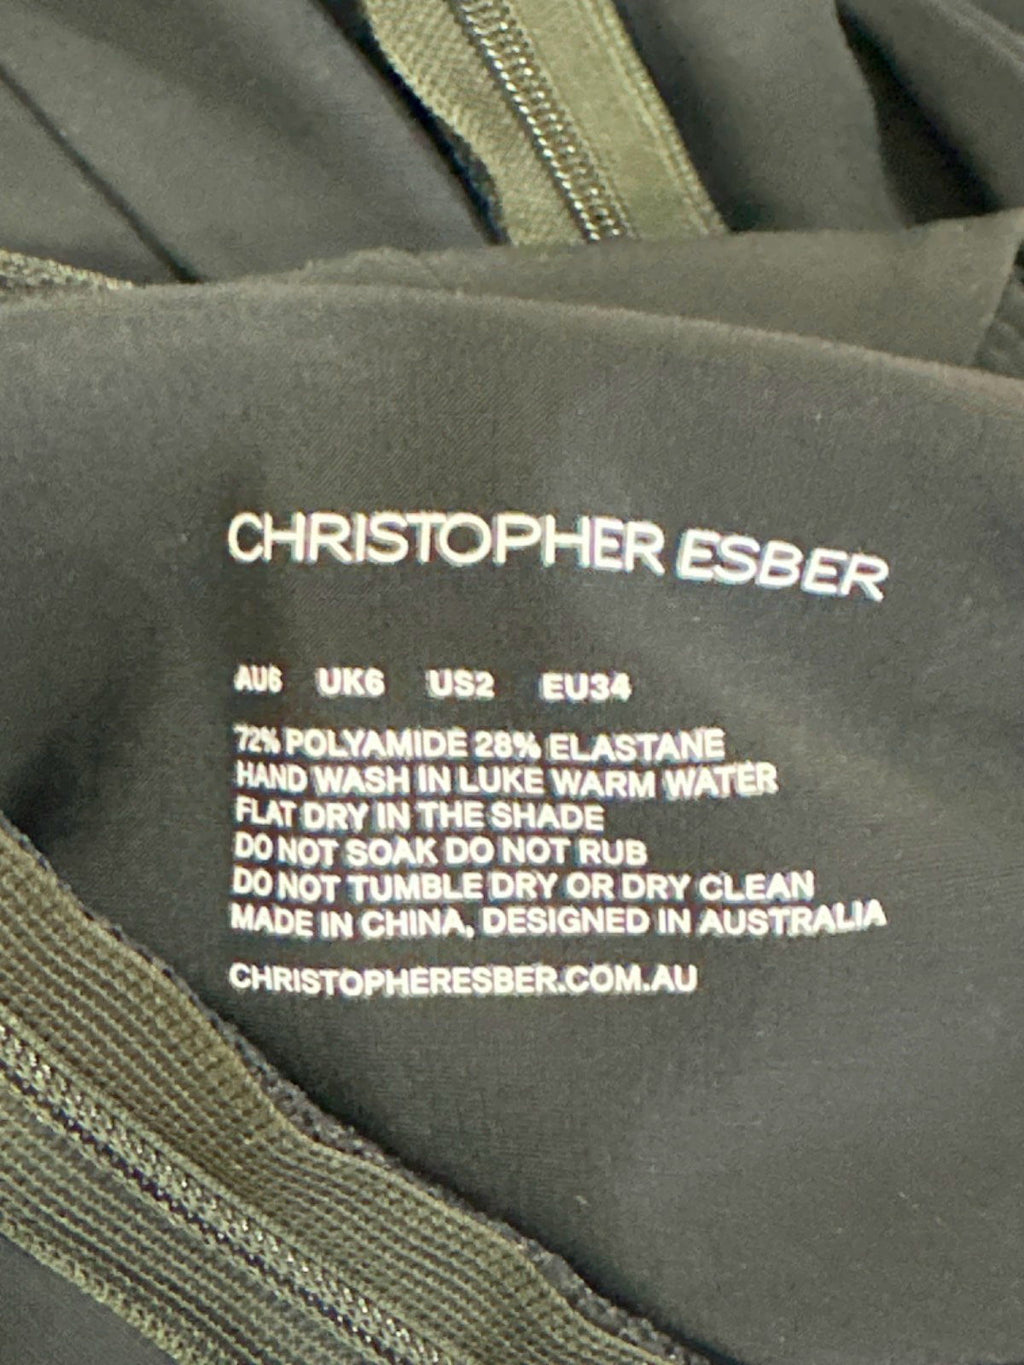 CHRISTOPHER ESBER
AU6 UK6 US2 EU34
72% POLYAMIDE 28% ELASTANE
HAND WASH IN LUKE WARM WATER
FLAT DRY IN THE SHADE
DO NOT SOAK DO NOT RUB
DO NOT TUMBLE DRY OR DRY CLEAN
MADE IN CHINA, DESIGNED IN AUSTRALIA
CHRISTOPHERESBER.COM.AU